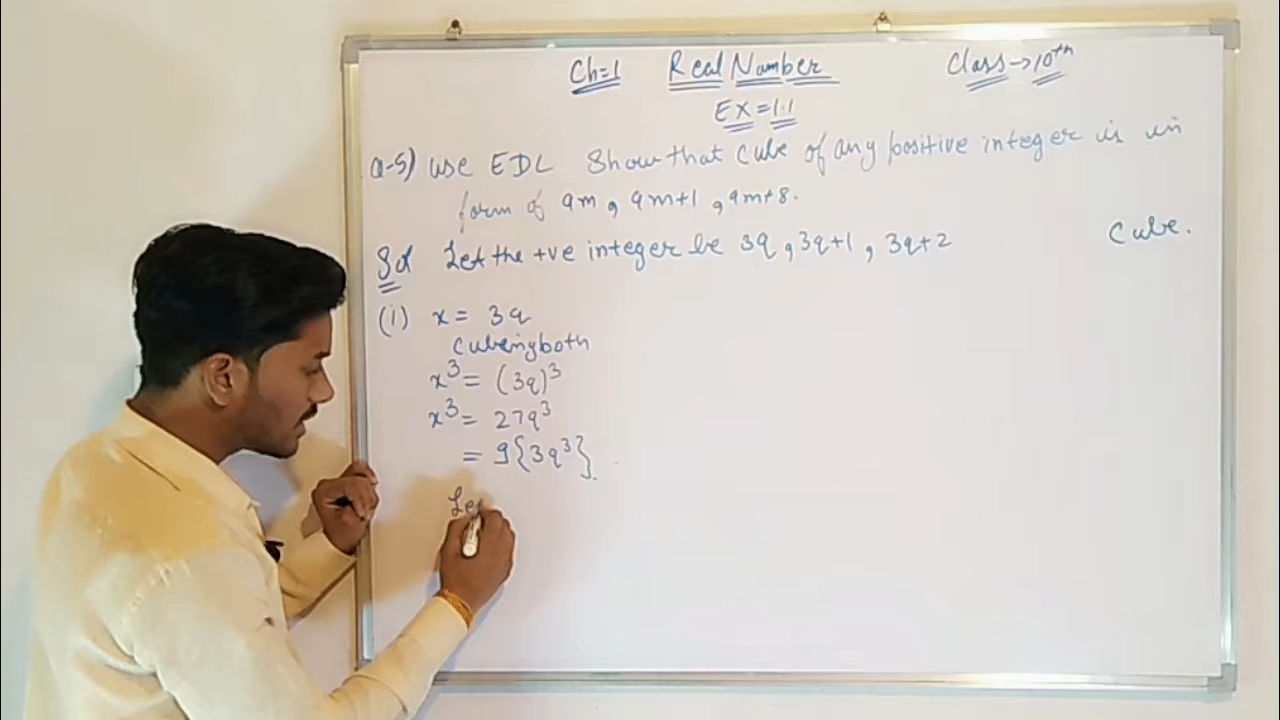 Ch=1 Real Number Class→10th
EX=1.1
Q-5) use EDL Show that Cube of any positive integer is in
form of 9m, 9m+1, 9m+8.
Sol Let the +ve integer be 3q, 3q+1, 3q+2 Cube.
(i) x = 3q
Cubeing both
x³ = (3q)³
x³ = 27q³
= 9{3q³}.
Le